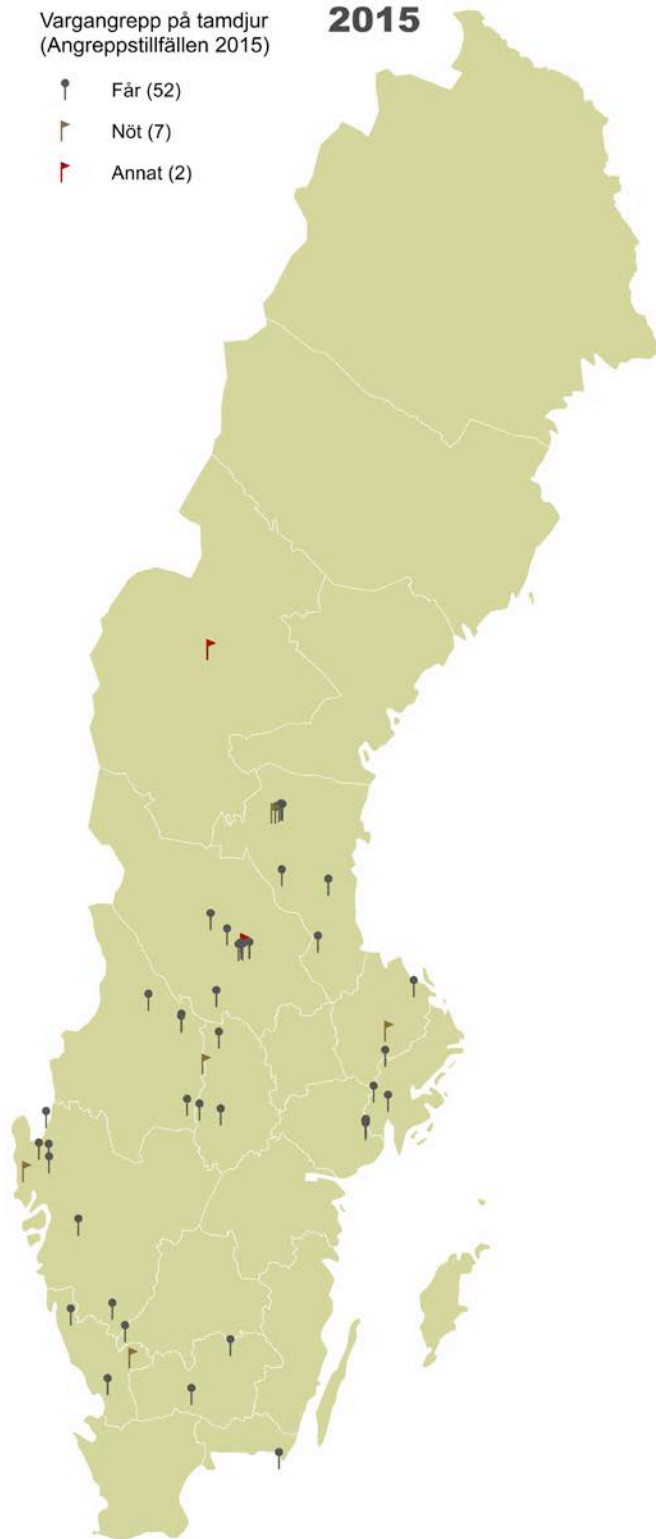 Vargangrepp på tamdjur
(Angreppstillfällen 2015)
2015
Får (52)
Nöt (7)
Annat (2)